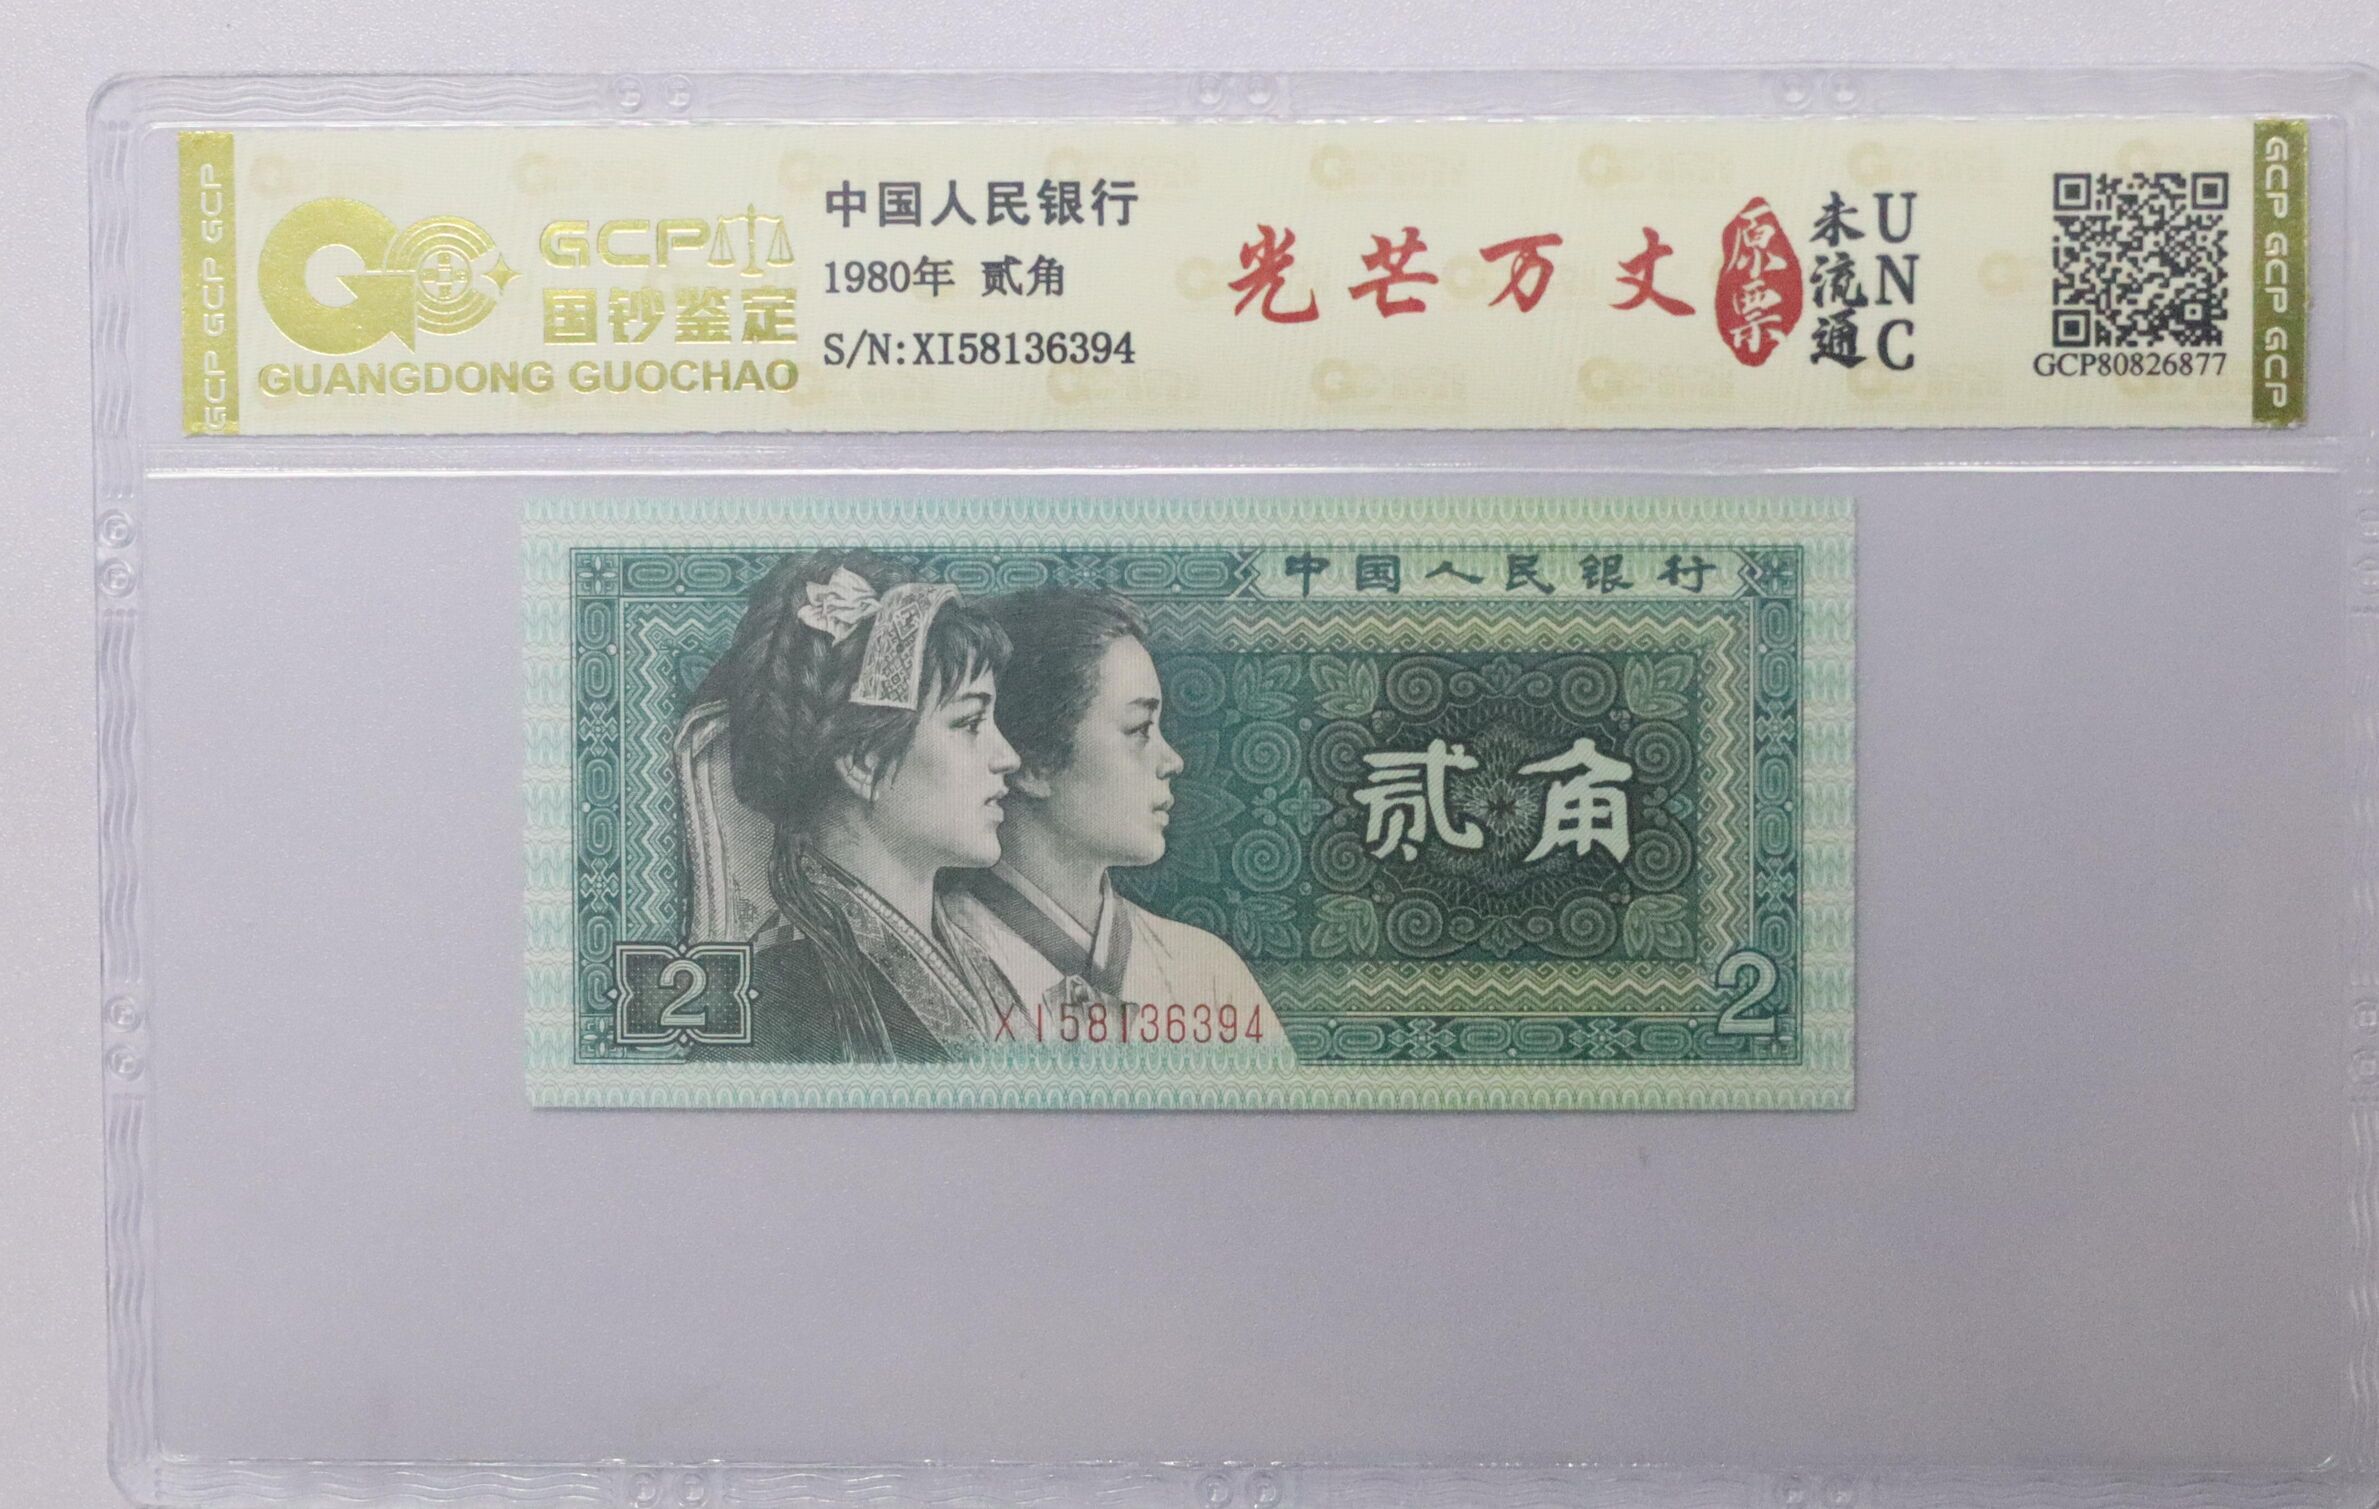 GCP GCP GCP
GCP
国钞鉴定
GUANGDONG GUOCHAO
中国人民银行
1980年 贰角
S/N:XI58136394
光芒万丈
原票
未流通
UNC
GCP80826877
GCP GCP GCP
中国人民银行
贰角
2
2
XI58136394